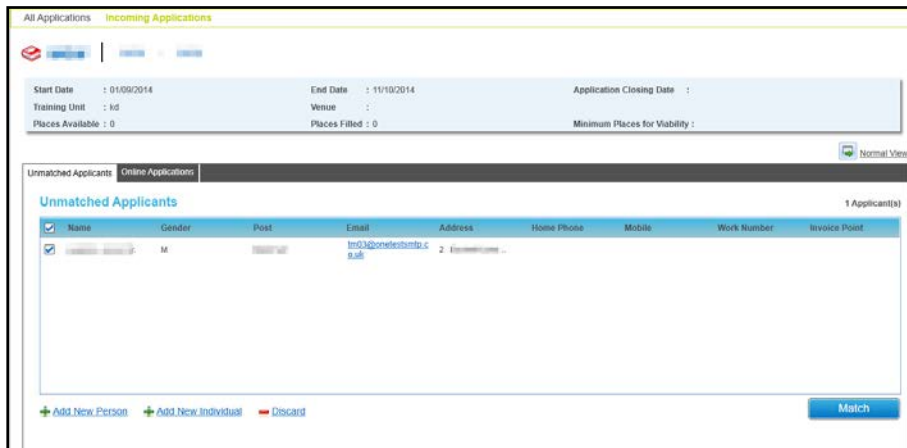 All Applications Incoming Applications
Start Date : 01/09/2014 End Date : 11/10/2014 Application Closing Date :
Training Unit : kd Venue :
Places Available : 0 Places Filled : 0 Minimum Places for Viability :
Normal View
Unmatched Applicants Online Applications
Unmatched Applicants 1 Applicant(s)
Name Gender Post Email Address Home Phone Mobile Work Number Invoice Point
M tm03@onetestsmtp.c 2.
o.uk
Add New Person Add New Individual Discard Match